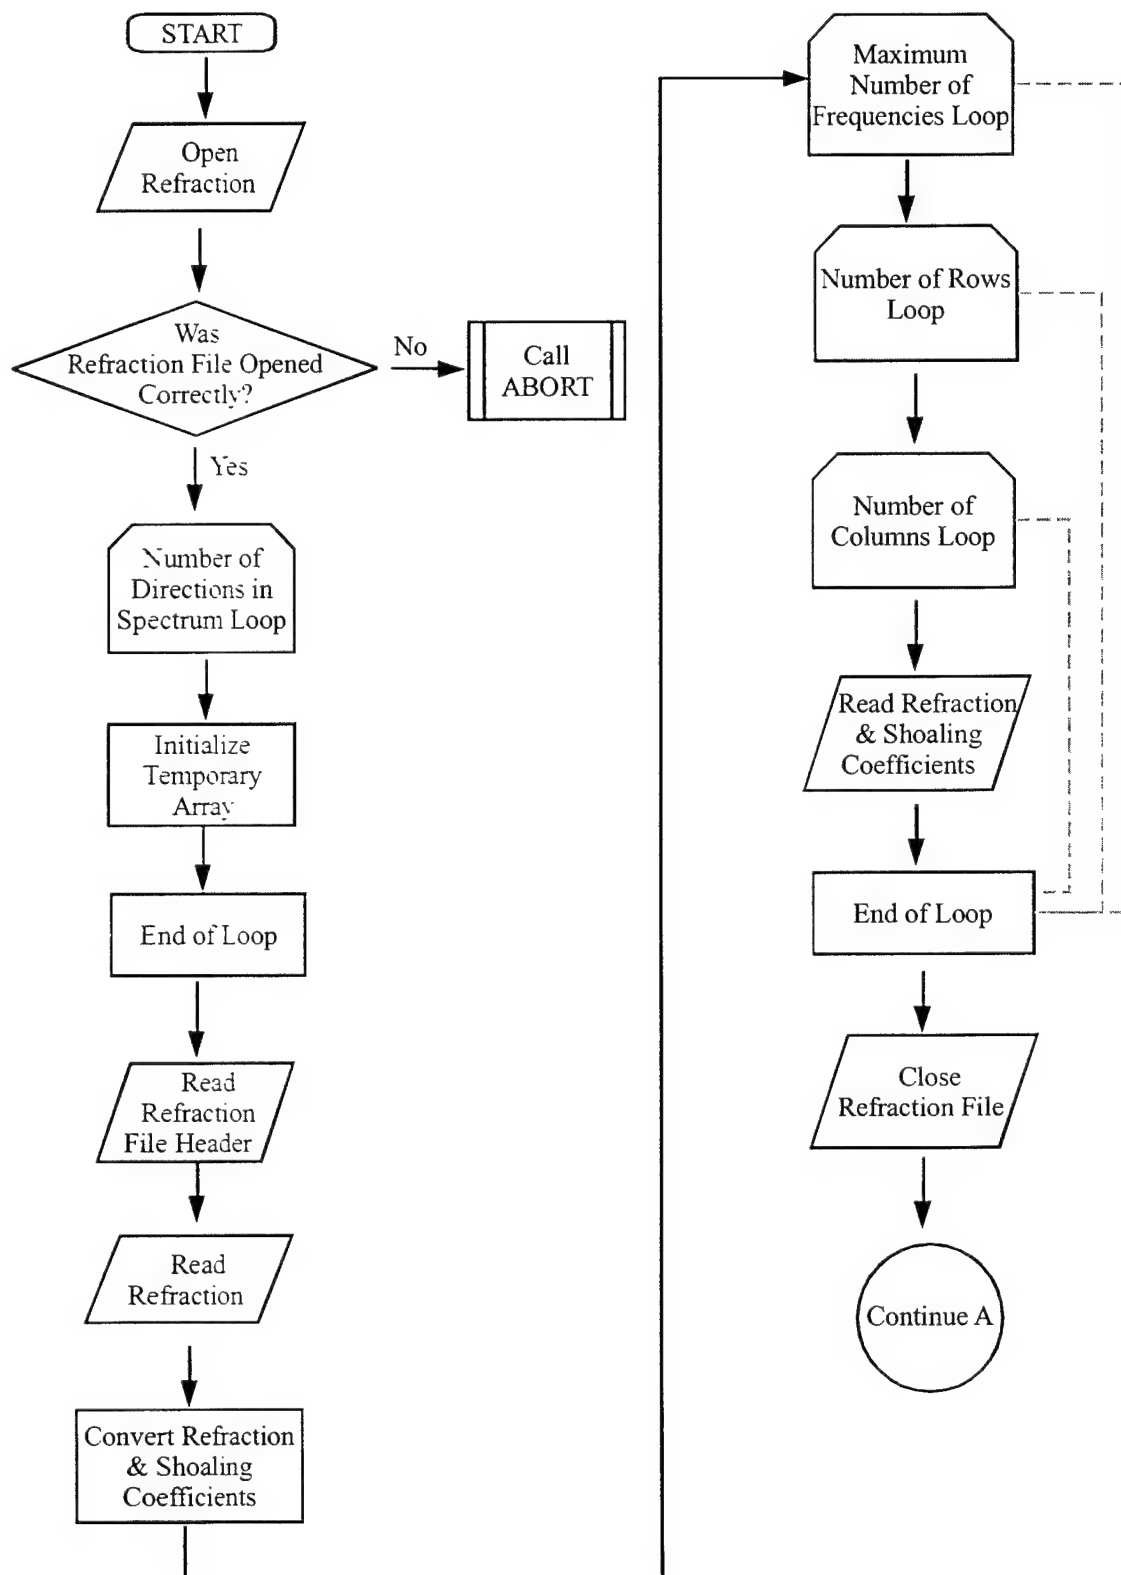 START
Open
Refraction
Was
Refraction File Opened
Correctly?
No
Call
ABORT
Yes
Number of
Directions in
Spectrum Loop
Initialize
Temporary
Array
End of Loop
Read
Refraction
File Header
Read
Refraction
Convert Refraction
& Shoaling
Coefficients
Maximum
Number of
Frequencies Loop
Number of Rows
Loop
Number of
Columns Loop
Read Refraction
& Shoaling
Coefficients
End of Loop
Close
Refraction File
Continue A